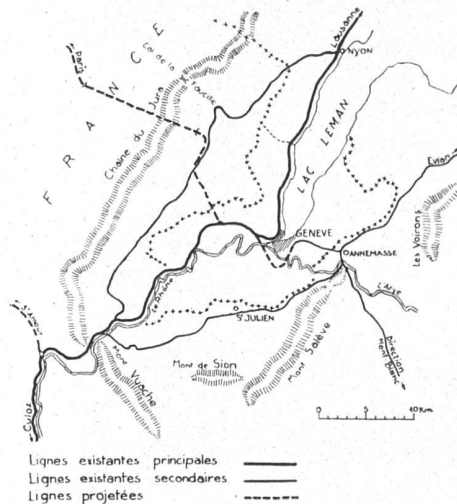 Lausanne
NYON
Paris
Col de la Faucille
FRANCE
Chaîne du Jura
LAC LEMAN
Evian
GENEVE
ANNEMASSE
Les Voirons
L'Arve
Le Rhône
St JULIEN
Mont de Sion
Mont Salève
Mont Vuache
Direction
Mont Blanc
Culoz
0 5 10 Km
Lignes existantes principales
Lignes existantes secondaires
Lignes projetées